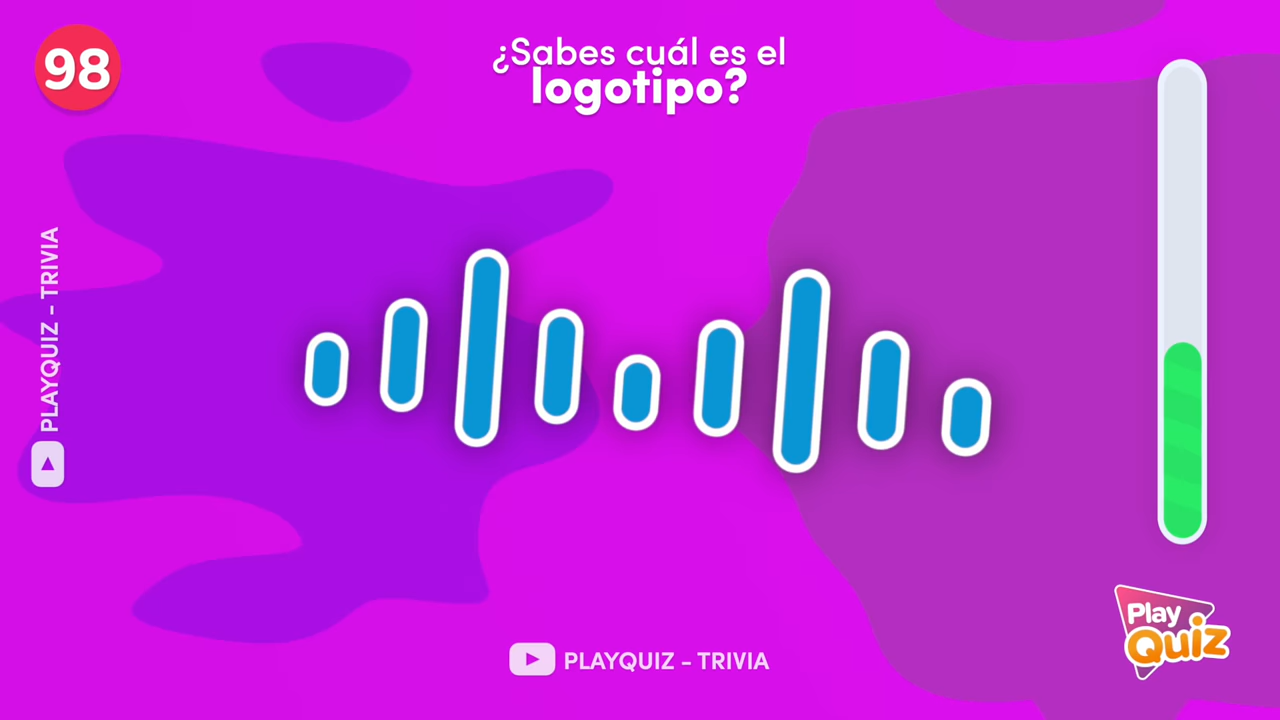 98
¿Sabes cuál es el
logotipo?
PLAYQUIZ - TRIVIA
PLAYQUIZ - TRIVIA
Play
Quiz